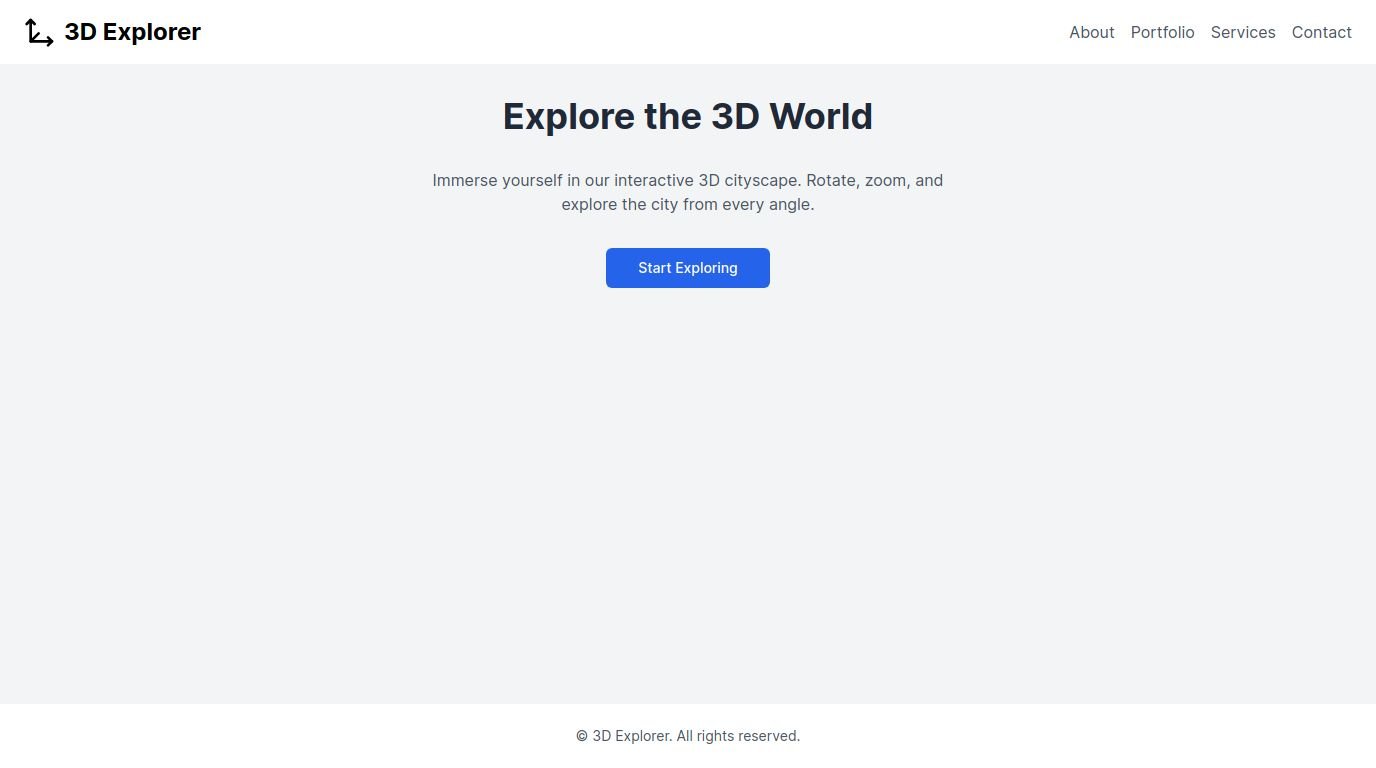 3D Explorer
About
Portfolio
Services
Contact
Explore the 3D World
Immerse yourself in our interactive 3D cityscape. Rotate, zoom, and
explore the city from every angle.
Start Exploring
© 3D Explorer. All rights reserved.